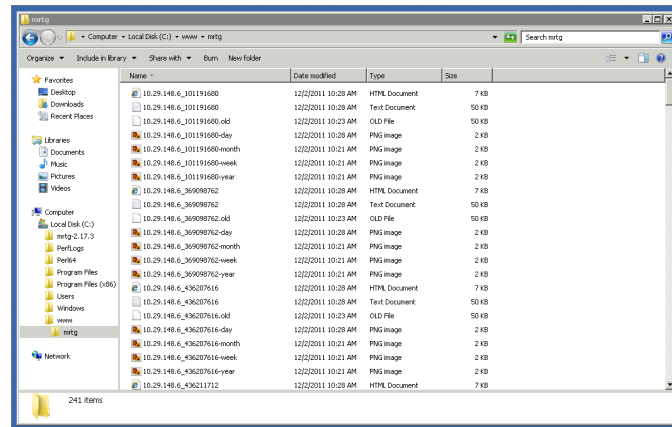 mrtg
Computer Local Disk (C:) www mrtg
Search mrtg
Organize Include in library Share with Burn New folder
Favorites
Desktop
Downloads
Recent Places
Libraries
Documents
Music
Pictures
Videos
Computer
Local Disk (C:)
mrtg-2.17.3
PerfLogs
Perl64
Program Files
Program Files (x86)
Users
Windows
www
mrtg
Network
Name Date modified Type Size
10.29.148.6_101191680 12/2/2011 10:28 AM HTML Document 7 KB
10.29.148.6_101191680 12/2/2011 10:28 AM Text Document 50 KB
10.29.148.6_101191680.old 12/2/2011 10:23 AM OLD File 50 KB
10.29.148.6_101191680-day 12/2/2011 10:28 AM PNG image 2 KB
10.29.148.6_101191680-month 12/2/2011 10:21 AM PNG image 2 KB
10.29.148.6_101191680-week 12/2/2011 10:21 AM PNG image 2 KB
10.29.148.6_101191680-year 12/2/2011 10:21 AM PNG image 2 KB
10.29.148.6_369098762 12/2/2011 10:28 AM HTML Document 7 KB
10.29.148.6_369098762 12/2/2011 10:28 AM Text Document 50 KB
10.29.148.6_369098762.old 12/2/2011 10:23 AM OLD File 50 KB
10.29.148.6_369098762-day 12/2/2011 10:28 AM PNG image 2 KB
10.29.148.6_369098762-month 12/2/2011 10:21 AM PNG image 2 KB
10.29.148.6_369098762-week 12/2/2011 10:21 AM PNG image 2 KB
10.29.148.6_369098762-year 12/2/2011 10:21 AM PNG image 2 KB
10.29.148.6_436207616 12/2/2011 10:28 AM HTML Document 7 KB
10.29.148.6_436207616 12/2/2011 10:28 AM Text Document 50 KB
10.29.148.6_436207616.old 12/2/2011 10:23 AM OLD File 50 KB
10.29.148.6_436207616-day 12/2/2011 10:28 AM PNG image 2 KB
10.29.148.6_436207616-month 12/2/2011 10:21 AM PNG image 2 KB
10.29.148.6_436207616-week 12/2/2011 10:21 AM PNG image 2 KB
10.29.148.6_436207616-year 12/2/2011 10:21 AM PNG image 2 KB
10.29.148.6_436211712 12/2/2011 10:28 AM HTML Document 7 KB
241 items